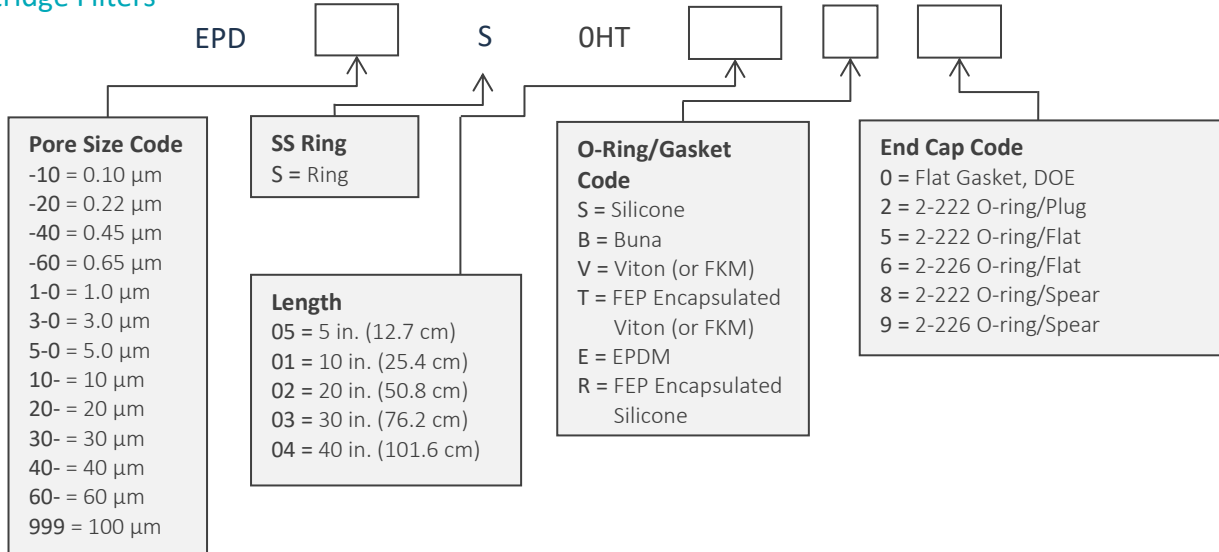 EPD S 0HT
Pore Size Code
-10 = 0.10 µm
-20 = 0.22 µm
-40 = 0.45 µm
-60 = 0.65 µm
1-0 = 1.0 µm
3-0 = 3.0 µm
5-0 = 5.0 µm
10- = 10 µm
20- = 20 µm
30- = 30 µm
40- = 40 µm
60- = 60 µm
999 = 100 µm
SS Ring
S = Ring
Length
05 = 5 in. (12.7 cm)
01 = 10 in. (25.4 cm)
02 = 20 in. (50.8 cm)
03 = 30 in. (76.2 cm)
04 = 40 in. (101.6 cm)
O-Ring/Gasket
Code
S = Silicone
B = Buna
V = Viton (or FKM)
T = FEP Encapsulated
Viton (or FKM)
E = EPDM
R = FEP Encapsulated
Silicone
End Cap Code
0 = Flat Gasket, DOE
2 = 2-222 O-ring/Plug
5 = 2-222 O-ring/Flat
6 = 2-226 O-ring/Flat
8 = 2-222 O-ring/Spear
9 = 2-226 O-ring/Spear